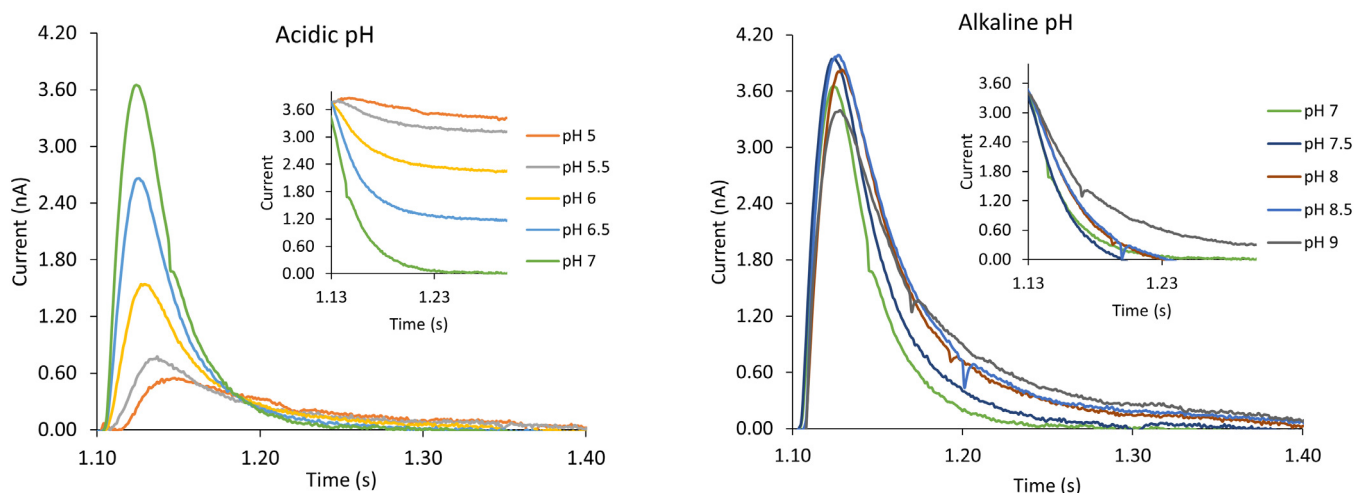 Acidic pH
4.20
3.60
3.00
2.40
1.80
1.20
0.60
0.00
Current (nA)
1.10
1.20
1.30
1.40
Time (s)
3.60
3.00
2.40
1.80
1.20
0.60
0.00
Current
1.13
1.23
Time (s)
pH 5
pH 5.5
pH 6
pH 6.5
pH 7
Alkaline pH
4.20
3.60
3.00
2.40
1.80
1.20
0.60
0.00
Current (nA)
1.10
1.20
1.30
1.40
Time (s)
3.60
3.00
2.40
1.80
1.20
0.60
0.00
Current
1.13
1.23
Time (s)
pH 7
pH 7.5
pH 8
pH 8.5
pH 9